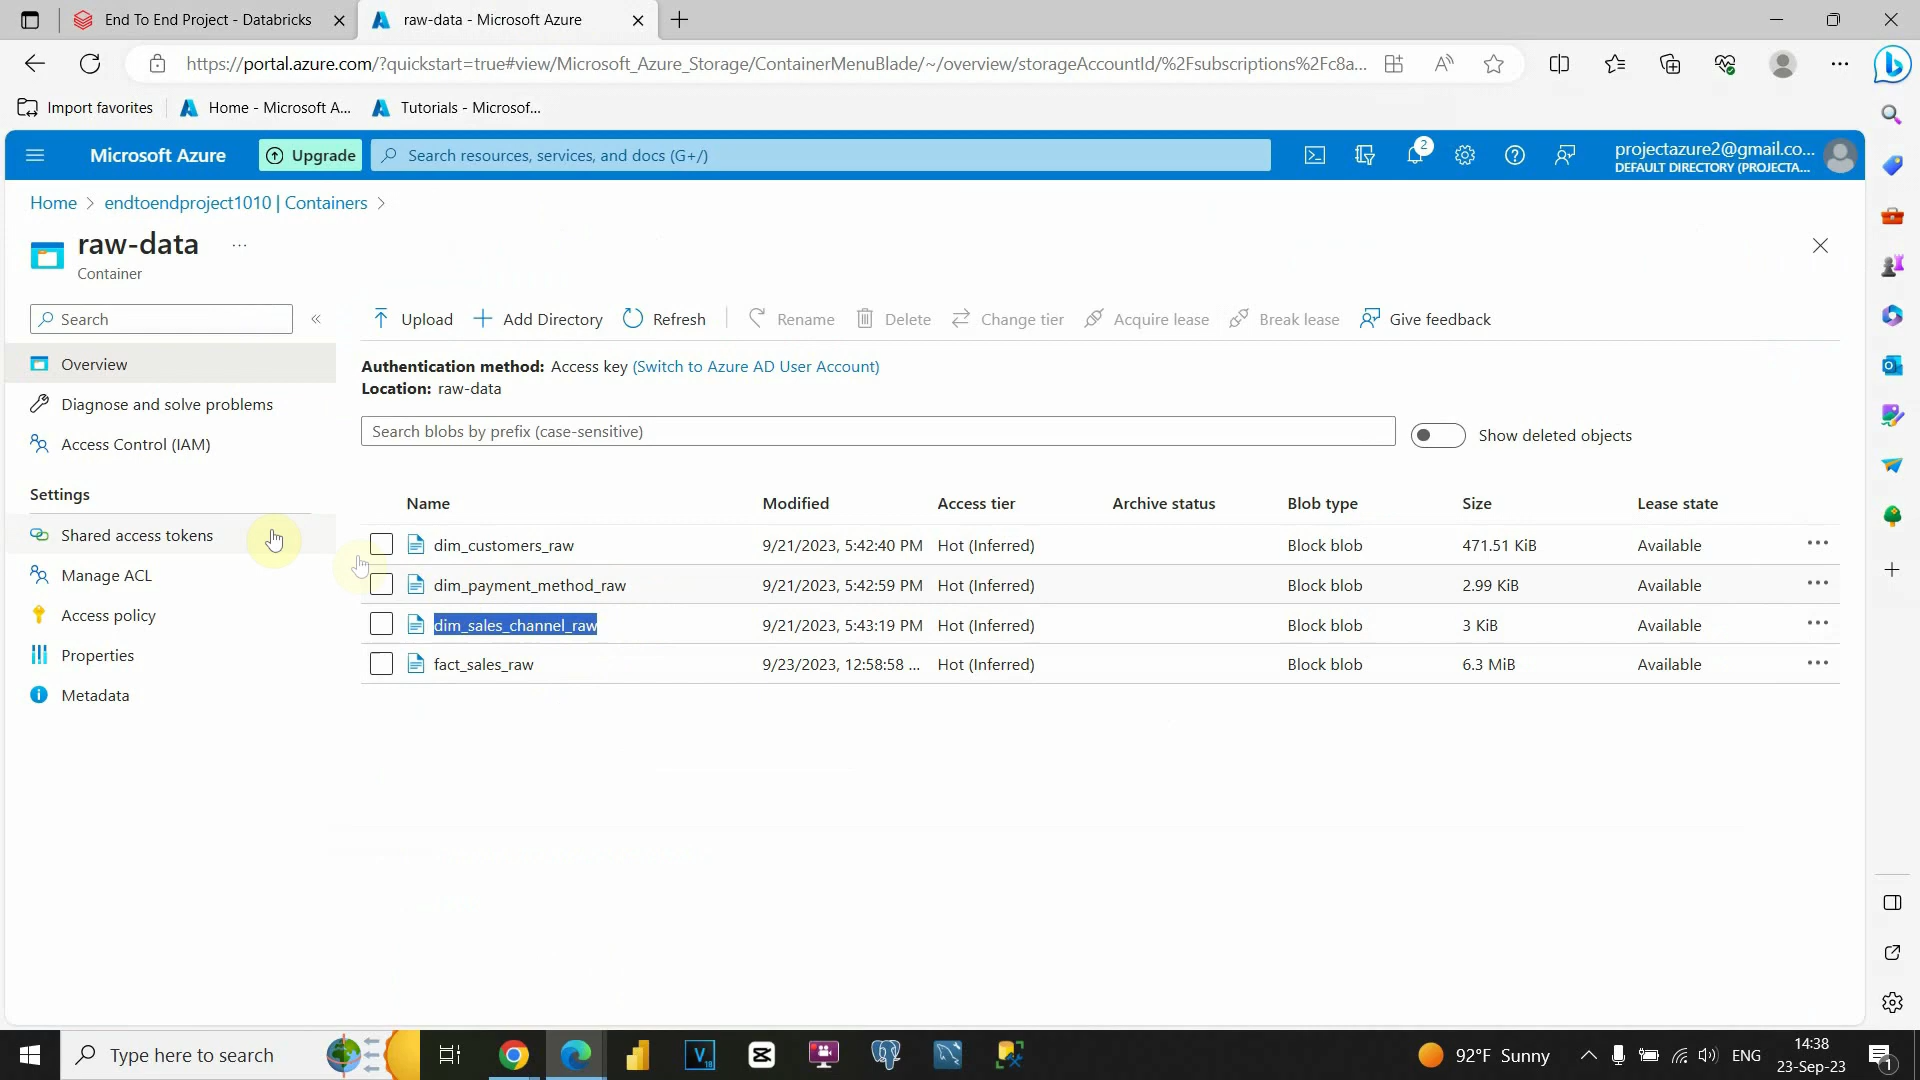 End To End Project - Databricks
raw-data - Microsoft Azure
https://portal.azure.com/?quickstart=true#view/Microsoft_Azure_Storage/ContainerMenuBlade/~/overview/storageAccountId/%2Fsubscriptions%2Fc8a...
Import favorites
Home - Microsoft A...
Tutorials - Microsof...
Microsoft Azure
Upgrade
Search resources, services, and docs (G+/)
2
projectazure2@gmail.co...
DEFAULT DIRECTORY (PROJECTA...
Home > endtoendproject1010 | Containers >
raw-data ...
Container
Search
Overview
Diagnose and solve problems
Access Control (IAM)
Settings
Shared access tokens
Manage ACL
Access policy
Properties
Metadata
Upload Add Directory Refresh Rename Delete Change tier Acquire lease Break lease Give feedback
Authentication method: Access key (Switch to Azure AD User Account)
Location: raw-data
Search blobs by prefix (case-sensitive)
Show deleted objects
Name Modified Access tier Archive status Blob type Size Lease state
dim_customers_raw 9/21/2023, 5:42:40 PM Hot (Inferred) Block blob 471.51 KiB Available
dim_payment_method_raw 9/21/2023, 5:42:59 PM Hot (Inferred) Block blob 2.99 KiB Available
dim_sales_channel_raw 9/21/2023, 5:43:19 PM Hot (Inferred) Block blob 3 KiB Available
fact_sales_raw 9/23/2023, 12:58:58 ... Hot (Inferred) Block blob 6.3 MiB Available
Type here to search
92°F Sunny
ENG
14:38
23-Sep-23
1